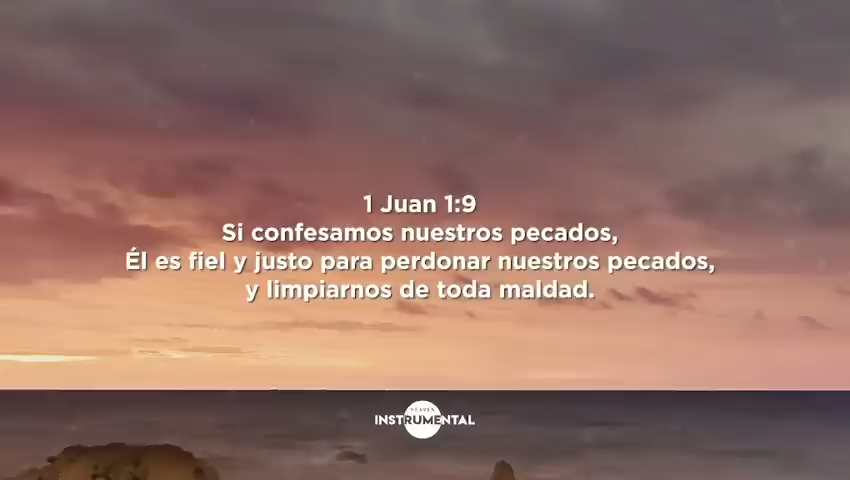 1 Juan 1:9
Si confesamos nuestros pecados,
Él es fiel y justo para perdonar nuestros pecados,
y limpiarnos de toda maldad.
HEAVEN
INSTRUMENTAL